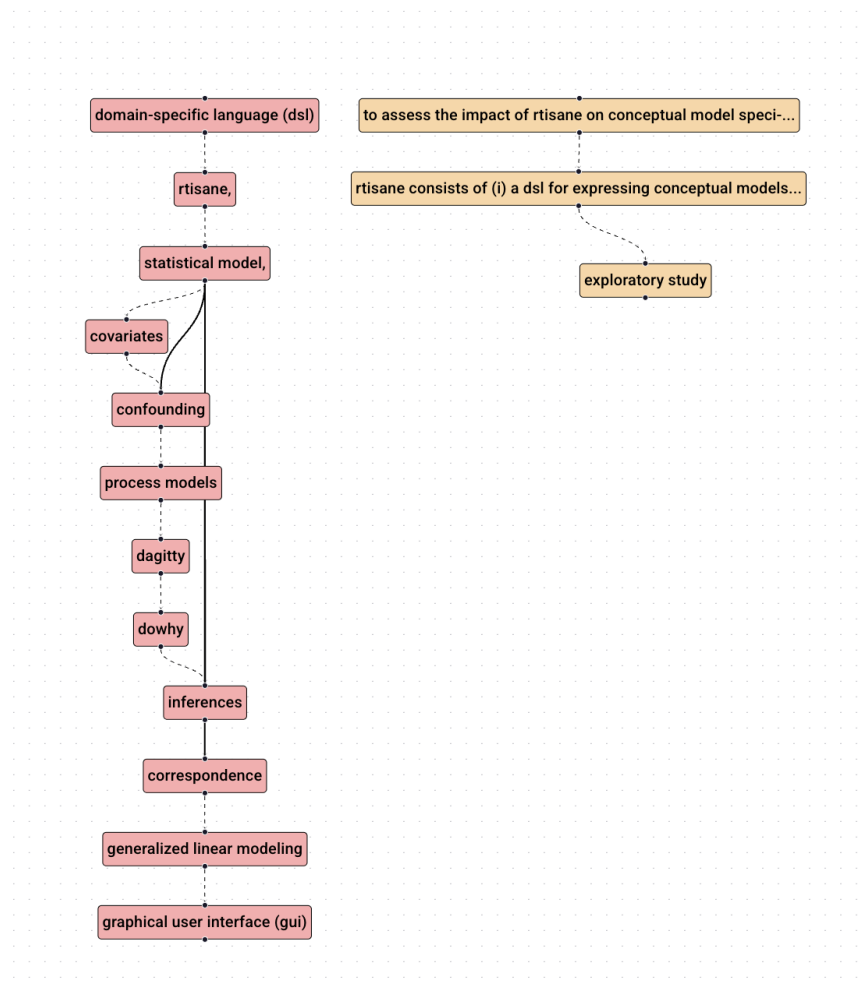 domain-specific language (dsl)
to assess the impact of rtisane on conceptual model speci-...
rtisane,
rtisane consists of (i) a dsl for expressing conceptual models...
statistical model,
exploratory study
covariates
confounding
process models
dagitty
dowhy
inferences
correspondence
generalized linear modeling
graphical user interface (gui)